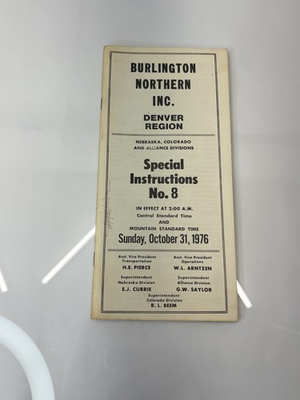 BURLINGTON
NORTHERN
INC.
DENVER
REGION
NEBRASKA, COLORADO
AND ALLIANCE DIVISIONS
Special
Instructions
No. 8
IN EFFECT AT 2:00 A.M.
Central Standard Time
AND
MOUNTAIN STANDARD TIME
Sunday, October 31, 1976
Asst. Vice President
Transportation
H.E. PIERCE
Asst. Vice President
Operations
W.L. ARNTZEN
Superintendent
Nebraska Division
E.J. CURRIE
Superintendent
Alliance Division
G.W. SAYLOR
Superintendent
Colorado Division
R. L. BEEM